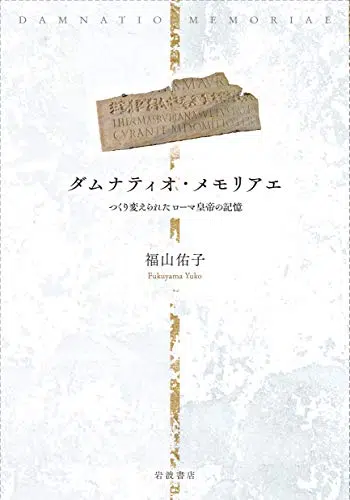 DAMNATIO MEMORIAE
THERMASRVBIANASVETVS
CVRANTE
ダムナティオ・メモリアエ
つくり変えられたローマ皇帝の記憶
福山佑子
Fukuyama Yuko
岩波書店